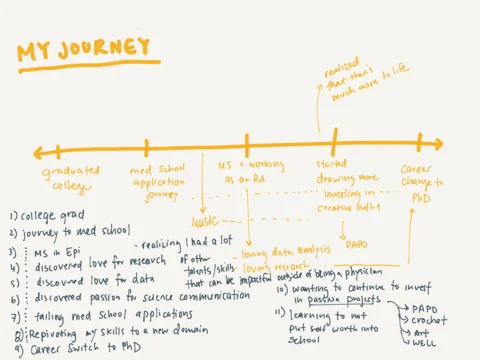 MY JOURNEY
realized
that there's
much more to life
graduated
college
med school
application
journey
MS + working
as an RA
started
drawing more
investing in
creative outlet
career
change to
PhD
MUSIC
PAPO
loving data analysis
loving research
1) college grad
2) journey to med school
3) MS in Epi
4) discovered love for research
5) discovered love for data
6) discovered passion for science communication
7) failing med school applications
8) Repivoting my skills to a new domain
9) Career Switch to PhD
- realizing I had a lot
of other
talents/skills
that can be impactful outside of being a physician
10) wanting to continue to invest
in passion projects
PAPO
crochet
Art
WELL
11) learning to not
put self worth into
school